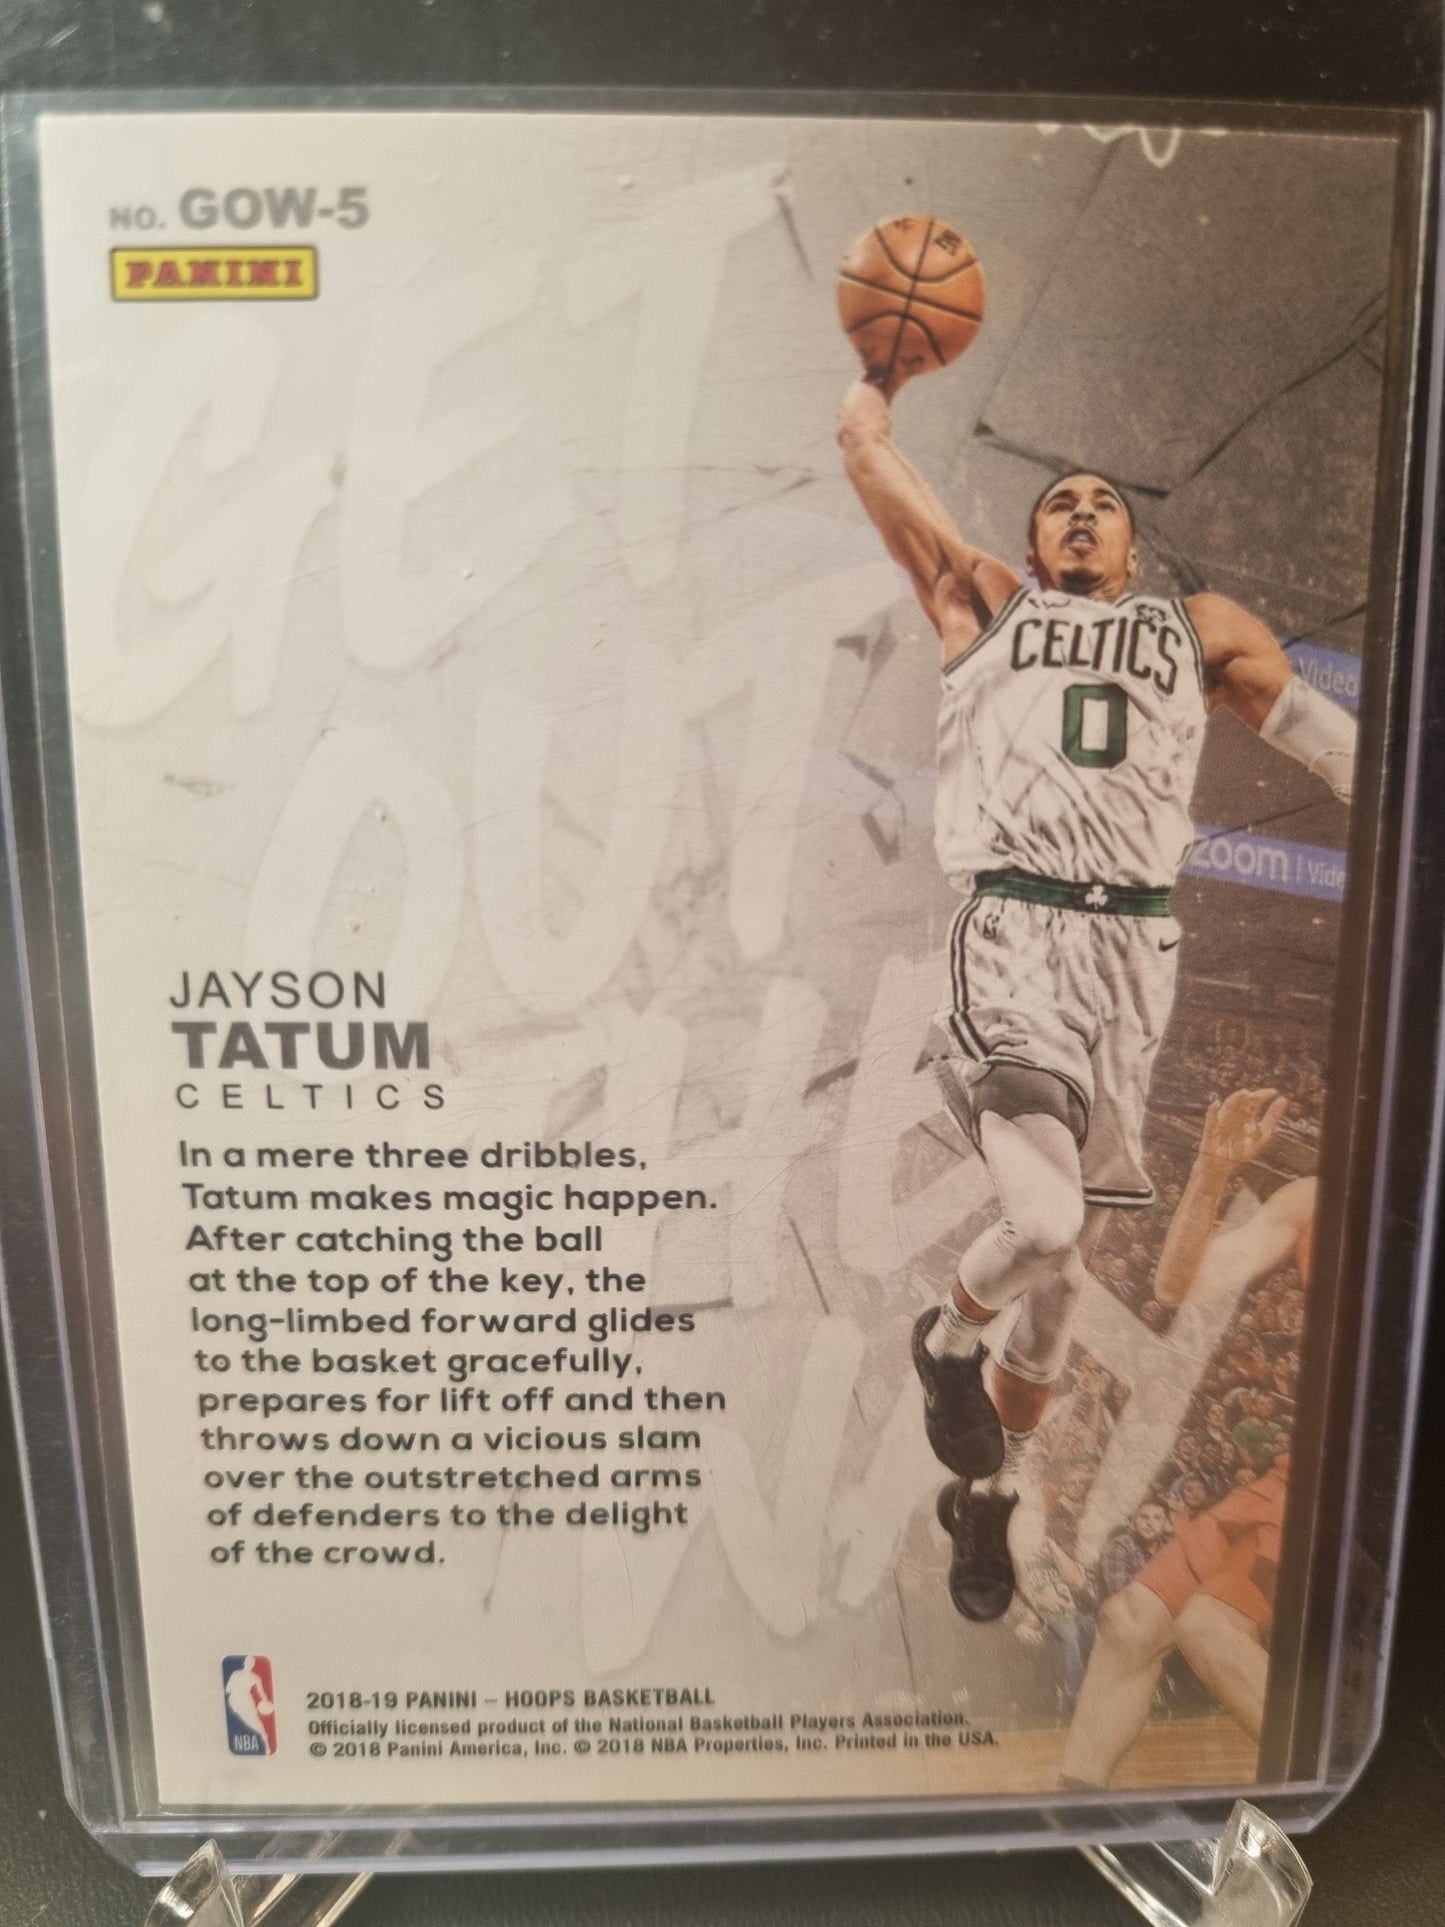 NO. GOW-5
PANINI
GET
OUT
THE
WAY
CELTICS
0
Video
zoom | Vide
JAYSON
TATUM
CELTICS
In a mere three dribbles,
Tatum makes magic happen.
After catching the ball
at the top of the key, the
long-limbed forward glides
to the basket gracefully,
prepares for lift off and then
throws down a vicious slam
over the outstretched arms
of defenders to the delight
of the crowd.
NBA
2018-19 PANINI – HOOPS BASKETBALL
Officially licensed product of the National Basketball Players Association.
© 2018 Panini America, Inc. © 2018 NBA Properties, Inc. Printed in the USA.